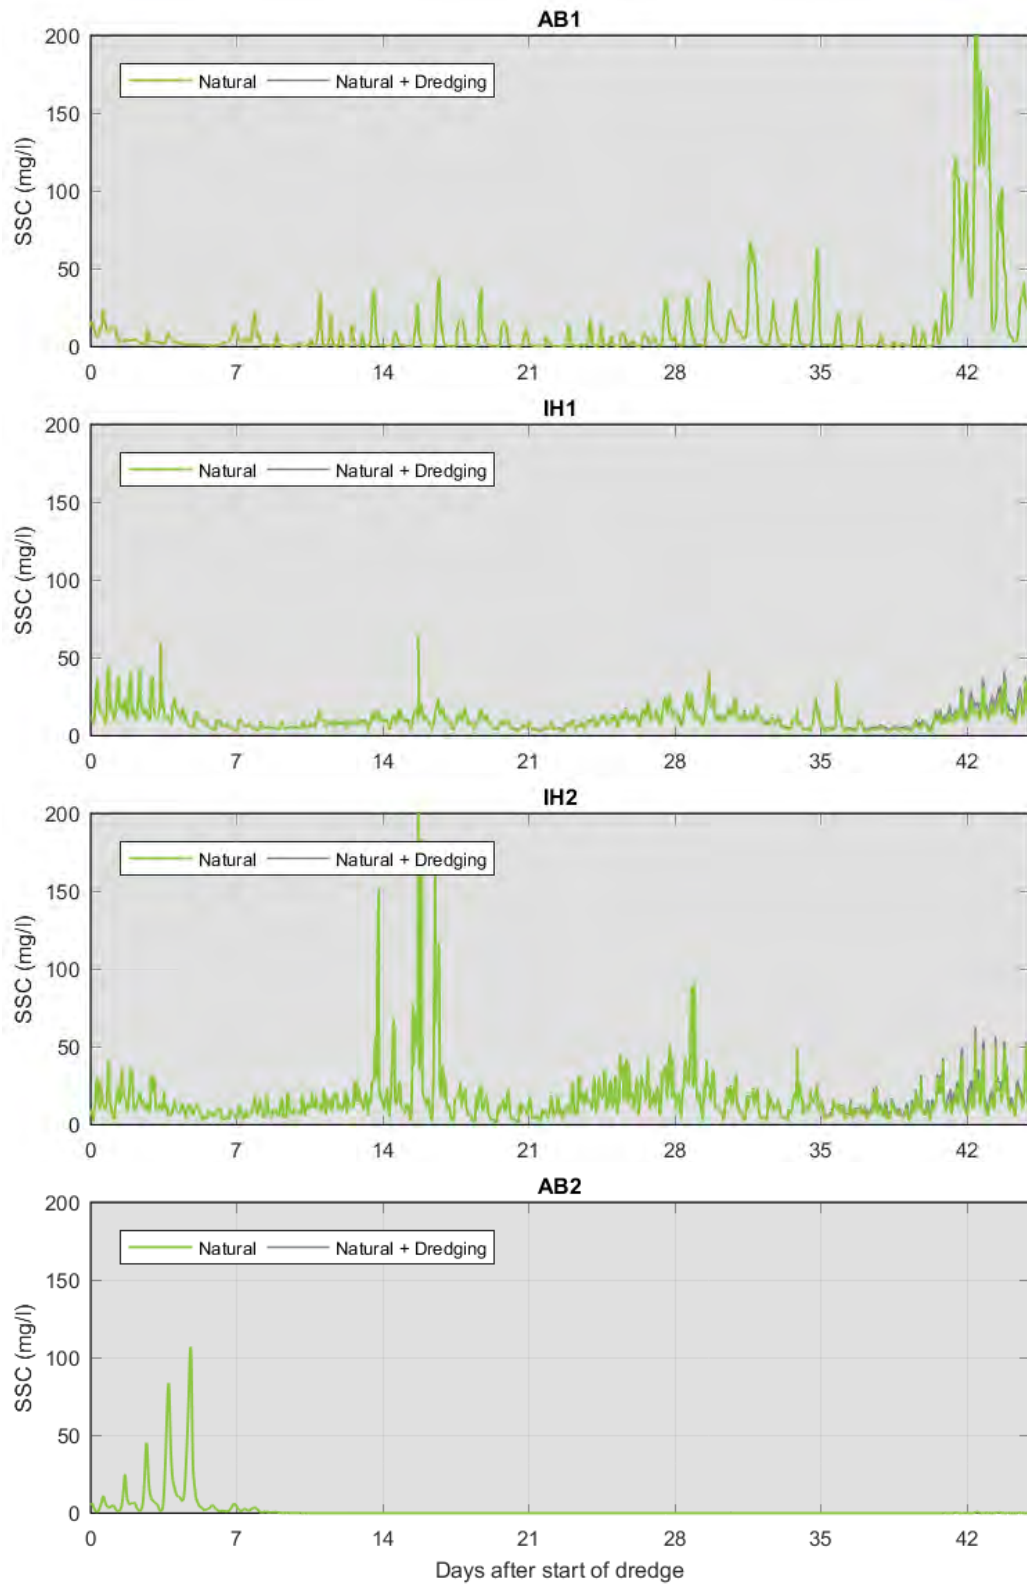 AB1
200
150
100
50
0
SSC (mg/l)
Natural
Natural + Dredging
0 7 14 21 28 35 42
IH1
200
150
100
50
0
SSC (mg/l)
Natural
Natural + Dredging
0 7 14 21 28 35 42
IH2
200
150
100
50
0
SSC (mg/l)
Natural
Natural + Dredging
0 7 14 21 28 35 42
AB2
200
150
100
50
0
SSC (mg/l)
Natural
Natural + Dredging
0 7 14 21 28 35 42
Days after start of dredge